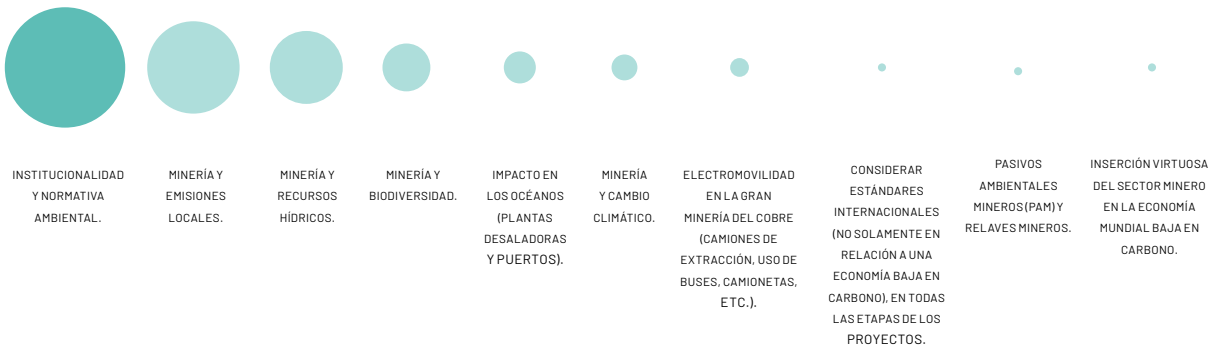 INSTITUCIONALIDAD
Y NORMATIVA
AMBIENTAL.
MINERÍA Y
EMISIONES
LOCALES.
MINERÍA Y
RECURSOS
HÍDRICOS.
MINERÍA Y
BIODIVERSIDAD.
IMPACTO EN
LOS OCÉANOS
(PLANTAS
DESALADORAS
Y PUERTOS).
MINERÍA
Y CAMBIO
CLIMÁTICO.
ELECTROMOVILIDAD
EN LA GRAN
MINERÍA DEL COBRE
(CAMIONES DE
EXTRACCIÓN, USO DE
BUSES, CAMIONETAS,
ETC.).
CONSIDERAR
ESTÁNDARES
INTERNACIONALES
(NO SOLAMENTE EN
RELACIÓN A UNA
ECONOMÍA BAJA EN
CARBONO), EN TODAS
LAS ETAPAS DE LOS
PROYECTOS.
PASIVOS
AMBIENTALES
MINEROS (PAM) Y
RELAVES MINEROS.
INSERCIÓN VIRTUOSA
DEL SECTOR MINERO
EN LA ECONOMÍA
MUNDIAL BAJA EN
CARBONO.